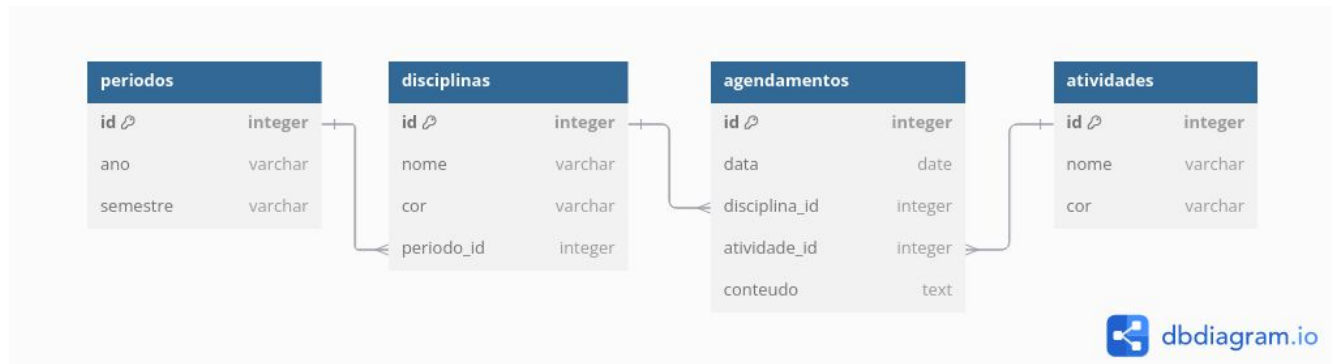 periodos
id integer
ano varchar
semestre varchar
disciplinas
id integer
nome varchar
cor varchar
periodo_id integer
agendamentos
id integer
data date
disciplina_id integer
atividade_id integer
conteudo text
atividades
id integer
nome varchar
cor varchar
dbdiagram.io